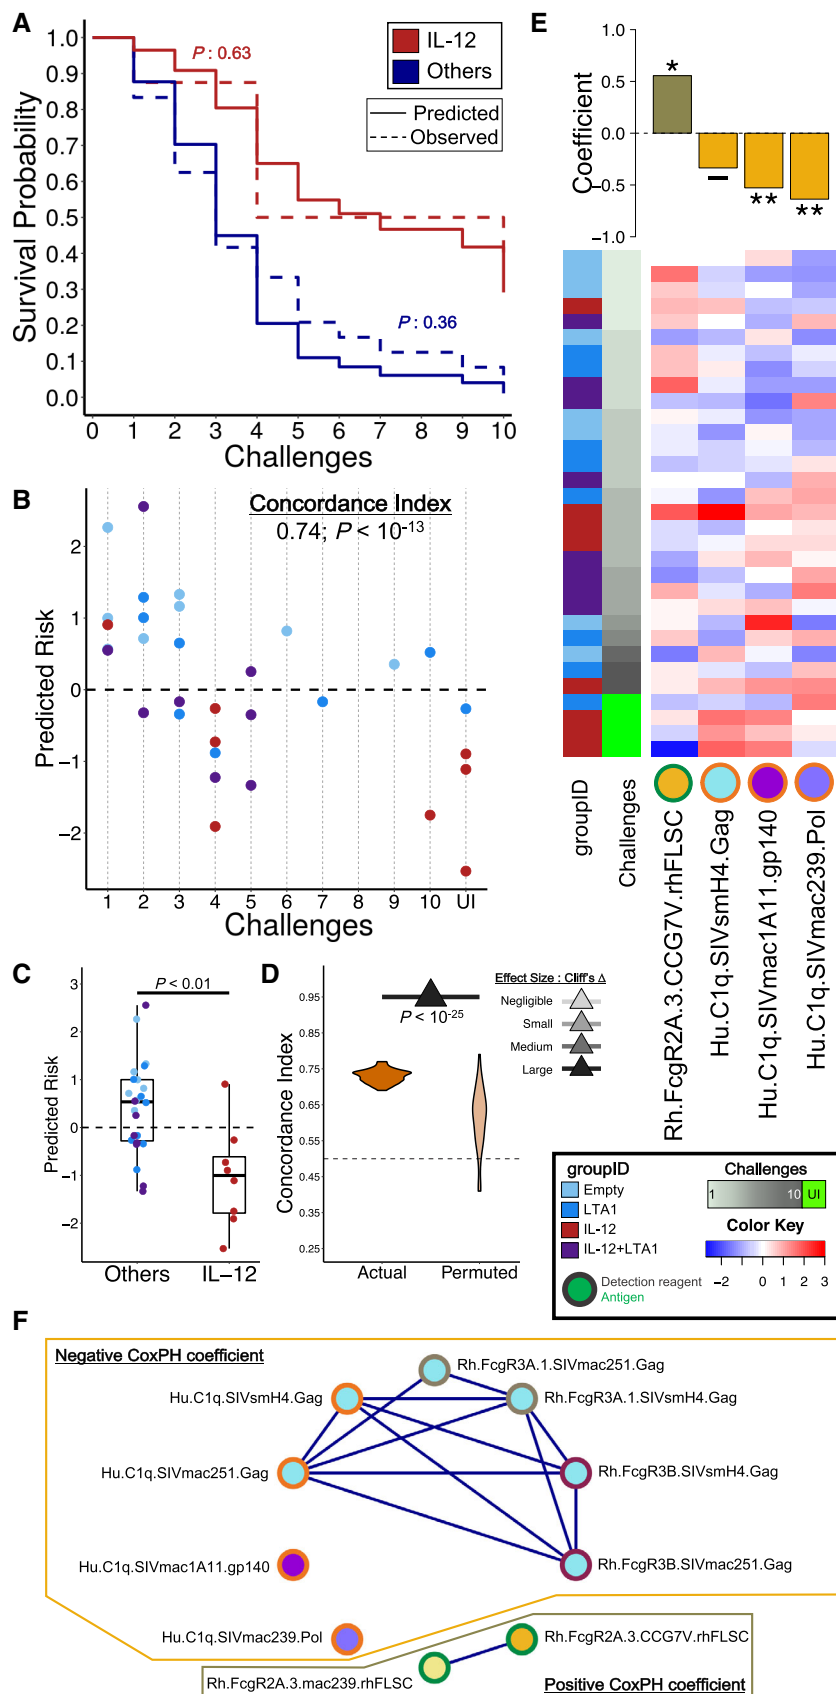 A
1.0
0.9
0.8
0.7
0.6
0.5
0.4
0.3
0.2
0.1
0.0
Survival Probability
P : 0.63
IL-12
Others
Predicted
Observed
P : 0.36
0 1 2 3 4 5 6 7 8 9 10
Challenges
B
Concordance Index
0.74; P < 10-13
2
1
0
−1
−2
Predicted Risk
1 2 3 4 5 6 7 8 9 10 UI
Challenges
C
P < 0.01
3
2
1
0
−1
−2
Predicted Risk
Others IL−12
D
Effect Size : Cliff's Δ
Negligible
Small
Medium
Large
P < 10-25
0.95
0.85
0.75
0.65
0.55
0.45
0.35
0.25
Concordance Index
Actual Permuted
E
1.0
0.5
0.0
−0.5
−1.0
Coefficient
*
**
**
groupID
Challenges
Rh.FcgR2A.3.CCG7V.rhFLSC
Hu.C1q.SIVsmH4.Gag
Hu.C1q.SIVmac1A11.gp140
Hu.C1q.SIVmac239.Pol
groupID
Empty
LTA1
IL-12
IL-12+LTA1
Detection reagent
Antigen
Challenges
1 10 UI
Color Key
−2 0 1 2 3
F
Negative CoxPH coefficient
Rh.FcgR3A.1.SIVmac251.Gag
Hu.C1q.SIVsmH4.Gag
Rh.FcgR3A.1.SIVsmH4.Gag
Hu.C1q.SIVmac251.Gag
Rh.FcgR3B.SIVsmH4.Gag
Hu.C1q.SIVmac1A11.gp140
Rh.FcgR3B.SIVmac251.Gag
Hu.C1q.SIVmac239.Pol
Rh.FcgR2A.3.CCG7V.rhFLSC
Rh.FcgR2A.3.mac239.rhFLSC
Positive CoxPH coefficient